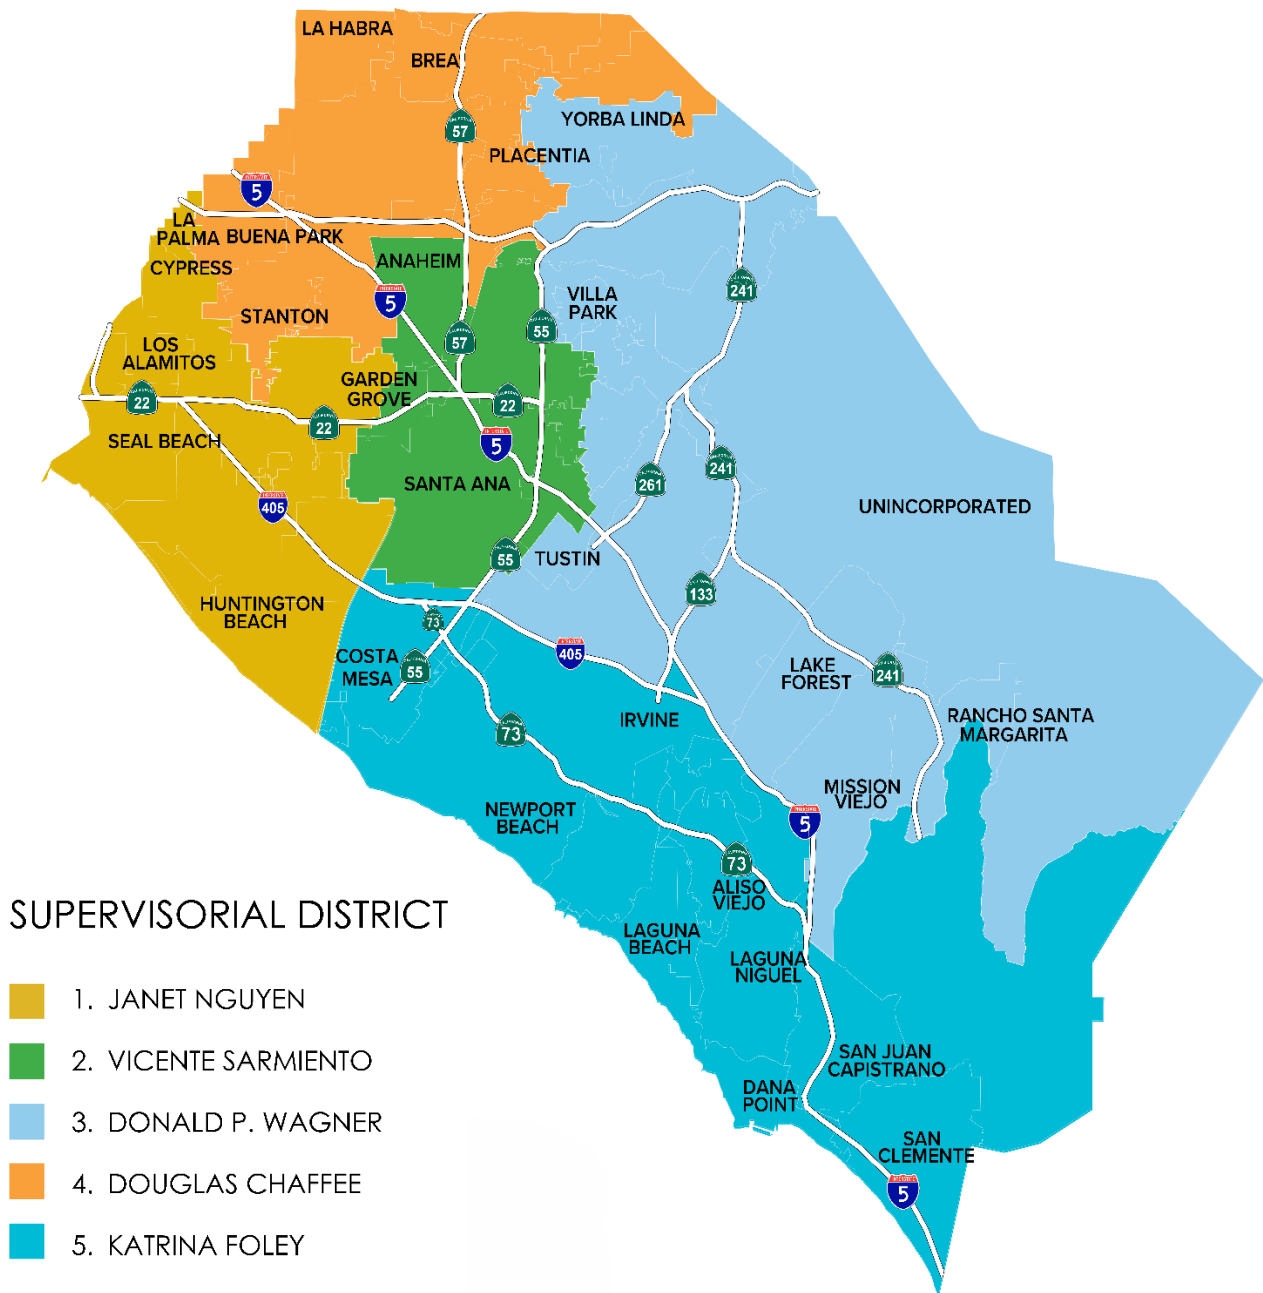 LA HABRA
BREA
57
YORBA LINDA
PLACENTIA
5
LA
PALMA
BUENA PARK
CYPRESS
ANAHEIM
241
5
VILLA
PARK
STANTON
57
55
LOS
ALAMITOS
GARDEN
GROVE
22
22
22
SEAL BEACH
5
241
261
SANTA ANA
405
UNINCORPORATED
55
TUSTIN
133
HUNTINGTON
BEACH
73
405
COSTA
MESA
55
LAKE
FOREST
241
IRVINE
RANCHO SANTA
MARGARITA
73
MISSION
VIEJO
NEWPORT
BEACH
5
73
ALISO
VIEJO
SUPERVISORIAL DISTRICT
LAGUNA
BEACH
LAGUNA
NIGUEL
1. JANET NGUYEN
2. VICENTE SARMIENTO
SAN JUAN
CAPISTRANO
DANA
POINT
3. DONALD P. WAGNER
SAN
CLEMENTE
4. DOUGLAS CHAFFEE
5
5. KATRINA FOLEY